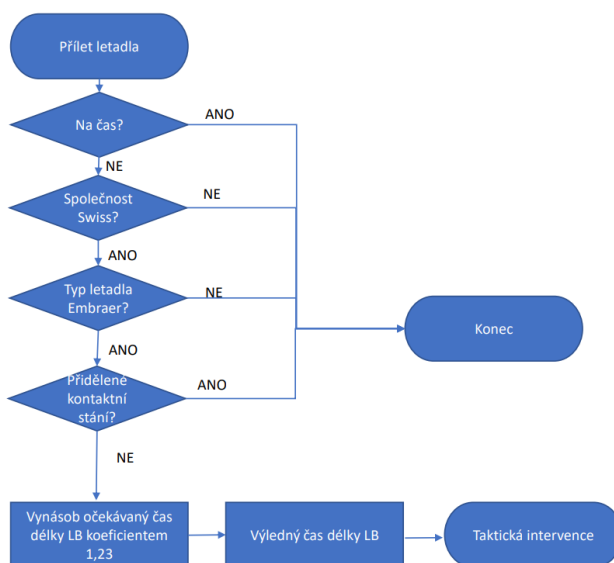 Přílet letadla
Na čas?
ANO
NE
Společnost
Swiss?
NE
ANO
Typ letadla
Embraer?
NE
Konec
ANO
Přidělené
kontaktní
stání?
ANO
NE
Vynásob očekávaný čas
délky LB koeficientem
1,23
Výledný čas délky LB
Taktická intervence